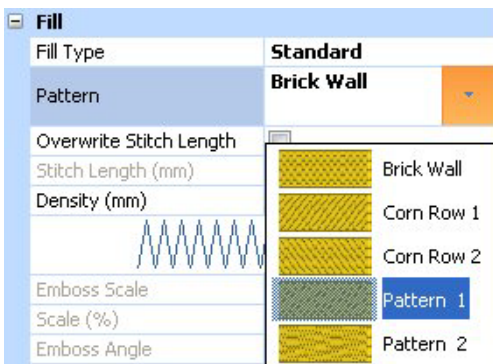 Fill
Fill Type Standard
Pattern Brick Wall
Overwrite Stitch Length
Stitch Length (mm)
Density (mm)
Emboss Scale
Scale (%)
Emboss Angle
Brick Wall
Corn Row 1
Corn Row 2
Pattern 1
Pattern 2